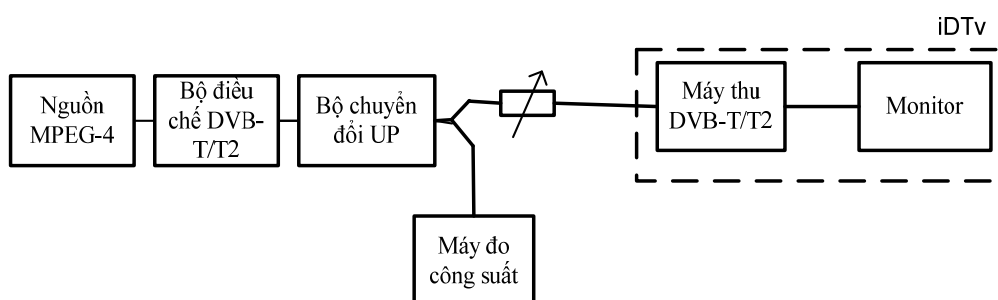 iDTv
Nguồn
MPEG-4
Bộ điều
chế DVB-
T/T2
Bộ chuyển
đổi UP
Máy thu
DVB-T/T2
Monitor
Máy đo
công suất